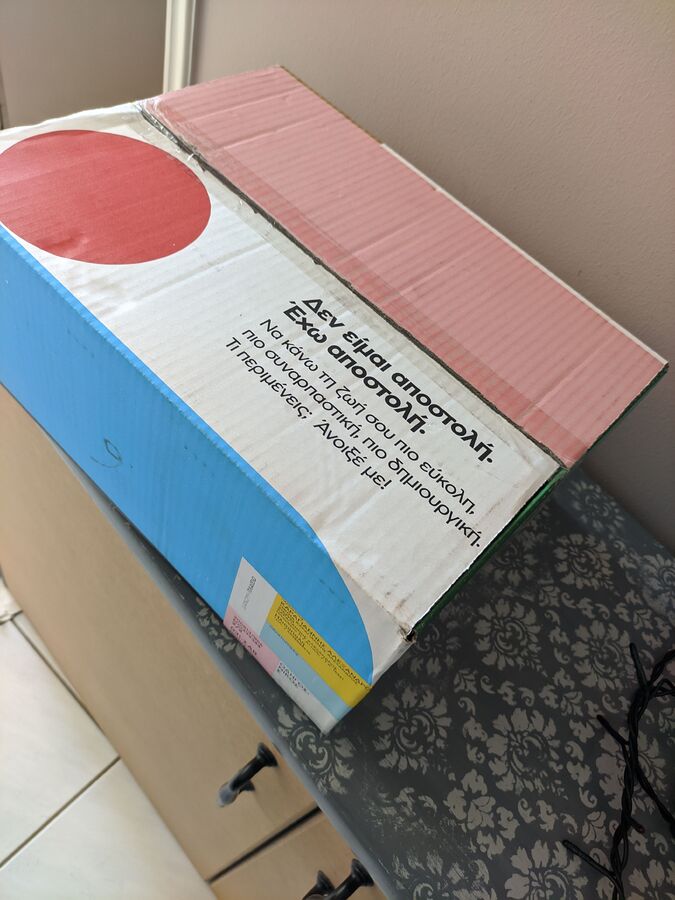 Δεν είμαι αποστολή.
Έχω αποστολή.
Να κάνω τη ζωή σου πιο εύκολη,
πιο συναρπαστική, πιο δημιουργική.
Τι περιμένεις; Άνοιξέ με!